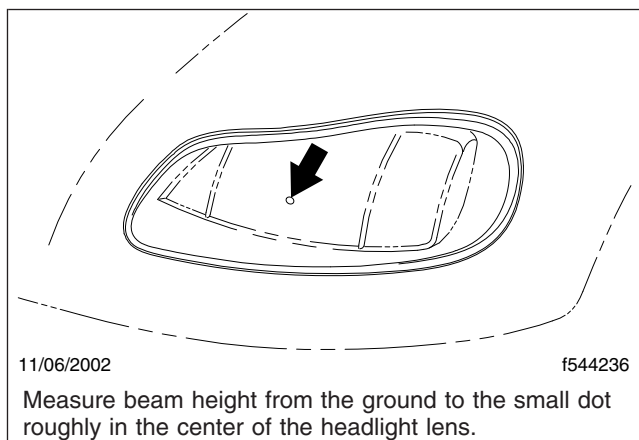 11/06/2002 f544236
Measure beam height from the ground to the small dot
roughly in the center of the headlight lens.